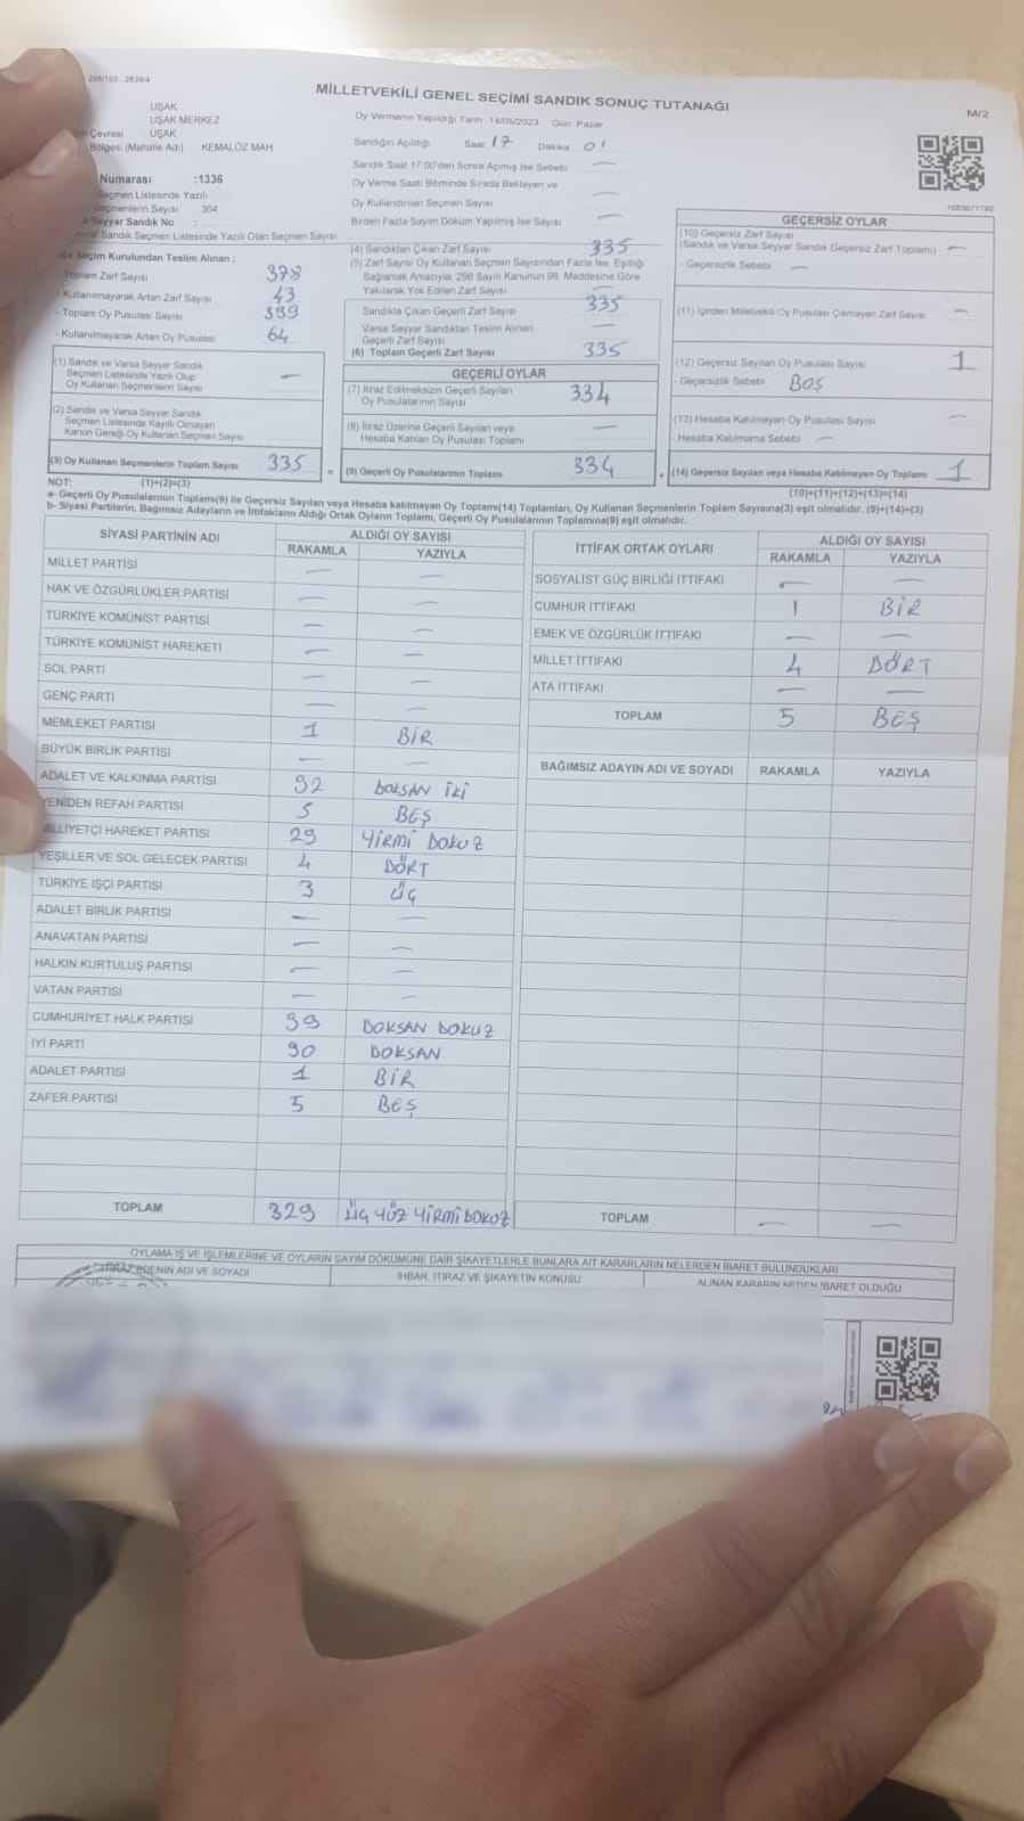 MİLLETVEKİLİ GENEL SEÇİMİ SANDIK SONUÇ TUTANAĞI
M/2
UŞAK
UŞAK MERKEZ
Çevresi UŞAK
Bölgesi (Mahalle Adı) KEMALÖZ MAH
Numarası :1336
Seçmen Listesinde Yazılı
Seçmenlerin Sayısı 364
Seyyar Sandık No :
Sandık Seçmen Listesinde Yazılı Olan Seçmen Sayısı
Seçim Kurulundan Teslim Alınan :
Toplam Zarf Sayısı 378
- Kullanılmayarak Artan Zarf Sayısı 43
- Toplam Oy Pusulası Sayısı 399
- Kullanılmayarak Artan Oy Pusulası 64
(1) Sandık ve Varsa Seyyar Sandık
Seçmen Listesinde Yazılı Olup
Oy Kullanan Seçmenlerin Sayısı —
(2) Sandık ve Varsa Seyyar Sandık
Seçmen Listesinde Kayıtlı Olmayan
Kanun Gereği Oy Kullanan Seçmen Sayısı
(3) Oy Kullanan Seçmenlerin Toplam Sayısı 335
(1)+(2)=(3)
Oy Vermenin Yapıldığı Tarih : 14/05/2023 Gün: Pazar
Sandığın Açıldığı Saat: 17 Dakika: 01
Sandık Saat 17:00'den Sonra Açılmış İse Sebebi —
Oy Verme Saati Bitiminde Sırada Bekleyen ve
Oy Kullandırılan Seçmen Sayısı —
Birden Fazla Sayım Döküm Yapılmış İse Sayısı —
(4) Sandıktan Çıkan Zarf Sayısı 335
(5) Zarf Sayısı Oy Kullanan Seçmen Sayısından Fazla İse, Eşitliği
Sağlamak Amacıyla, 298 Sayılı Kanunun 98. Maddesine Göre
Yakılarak Yok Edilen Zarf Sayısı —
Sandıkta Çıkan Geçerli Zarf Sayısı 335
Varsa Seyyar Sandıktan Teslim Alınan
Geçerli Zarf Sayısı —
(6) Toplam Geçerli Zarf Sayısı 335
GEÇERLİ OYLAR
(7) İtiraz Edilmeksizin Geçerli Sayılan
Oy Pusulalarının Sayısı 334
(8) İtiraz Üzerine Geçerli Sayılan veya
Hesaba Katılan Oy Pusulası Toplamı —
(9) Geçerli Oy Pusulalarının Toplamı 334
GEÇERSİZ OYLAR
(10) Geçersiz Zarf Sayısı
(Sandık ve Varsa Seyyar Sandık Geçersiz Zarf Toplamı) —
- Geçersizlik Sebebi —
(11) İçinden Milletvekili Oy Pusulası Çıkmayan Zarf Sayısı —
(12) Geçersiz Sayılan Oy Pusulası Sayısı 1
- Geçersizlik Sebebi BOŞ
(13) Hesaba Katılmayan Oy Pusulası Sayısı —
Hesaba Katılmama Sebebi —
(14) Geçersiz Sayılan veya Hesaba Katılmayan Oy Toplamı 1
(10)+(11)+(12)+(13)=(14)
NOT:
a- Geçerli Oy Pusulalarının Toplamı(9) ile Geçersiz Sayılan veya Hesaba katılmayan Oy Toplamı(14) Toplamları, Oy Kullanan Seçmenlerin Toplam Sayısına(3) eşit olmalıdır. (9)+(14)=(3)
b- Siyasi Partilerin, Bağımsız Adayların ve İttifakların Aldığı Ortak Oyların Toplamı, Geçerli Oy Pusulalarının Toplamına(9) eşit olmalıdır.
SİYASİ PARTİNİN ADI ALDIĞI OY SAYISI
RAKAMLA YAZIYLA
MİLLET PARTİSİ — —
HAK VE ÖZGÜRLÜKLER PARTİSİ — —
TÜRKİYE KOMÜNİST PARTİSİ — —
TÜRKİYE KOMÜNİST HAREKETİ — —
SOL PARTİ — —
GENÇ PARTİ — —
MEMLEKET PARTİSİ 1 BİR
BÜYÜK BİRLİK PARTİSİ — —
ADALET VE KALKINMA PARTİSİ 92 DOKSAN İKİ
YENİDEN REFAH PARTİSİ 5 BEŞ
MİLLİYETÇİ HAREKET PARTİSİ 29 YİRMİ DOKUZ
YEŞİLLER VE SOL GELECEK PARTİSİ 4 DÖRT
TÜRKİYE İŞÇİ PARTİSİ 3 ÜÇ
ADALET BİRLİK PARTİSİ — —
ANAVATAN PARTİSİ — —
HALKIN KURTULUŞ PARTİSİ — —
VATAN PARTİSİ — —
CUMHURİYET HALK PARTİSİ 99 DOKSAN DOKUZ
İYİ PARTİ 90 DOKSAN
ADALET PARTİSİ 1 BİR
ZAFER PARTİSİ 5 BEŞ
TOPLAM 329 ÜÇ YÜZ YİRMİ DOKUZ
İTTİFAK ORTAK OYLARI ALDIĞI OY SAYISI
RAKAMLA YAZIYLA
SOSYALİST GÜÇ BİRLİĞİ İTTİFAKI — —
CUMHUR İTTİFAKI 1 BİR
EMEK VE ÖZGÜRLÜK İTTİFAKI — —
MİLLET İTTİFAKI 4 DÖRT
ATA İTTİFAKI — —
TOPLAM 5 BEŞ
BAĞIMSIZ ADAYIN ADI VE SOYADI RAKAMLA YAZIYLA
TOPLAM — —
OYLAMA İŞ VE İŞLEMLERİNE VE OYLARIN SAYIM DÖKÜMÜNE DAİR ŞİKAYETLERLE BUNLARA AİT KARARLARIN NELERDEN İBARET BULUNDUKLARI
ADI VE SOYADI İHBAR, İTİRAZ VE ŞİKAYETİN KONUSU ALINAN KARARIN NEDEN İBARET OLDUĞU